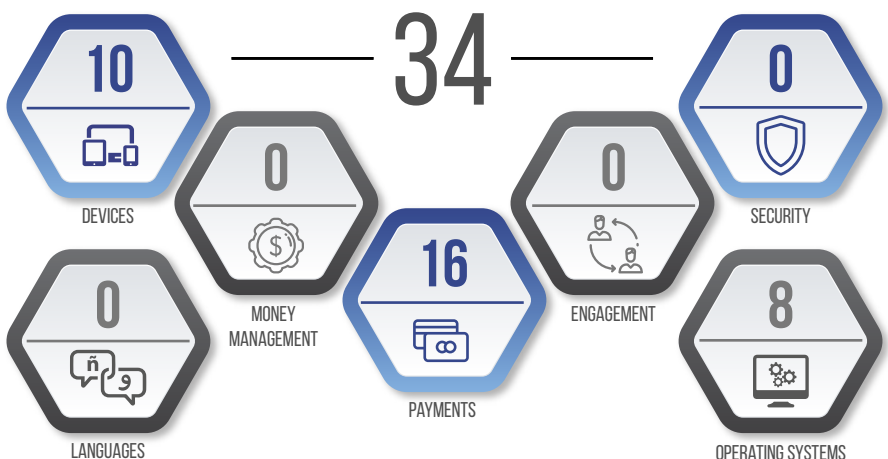 34
10
DEVICES
0
SECURITY
0
MONEY
MANAGEMENT
0
ENGAGEMENT
16
PAYMENTS
0
ñ
و
LANGUAGES
8
OPERATING SYSTEMS
$